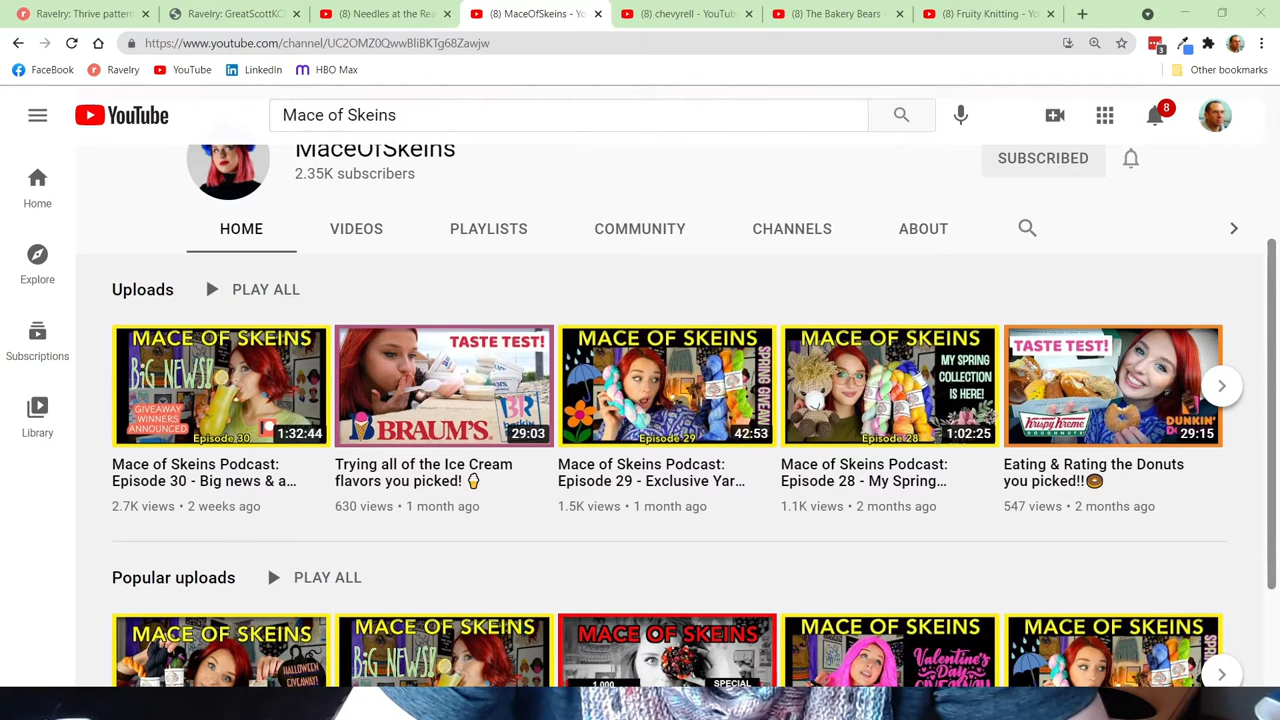 Ravelry: Thrive pattern
Ravelry: GreatScottKC
(8) Needles at the Rea
(8) MaceOfSkeins - Yo
(8) chevyrell - YouTube
(8) The Bakery Bears -
(8) Fruity Knitting - Yo
https://www.youtube.com/channel/UC2OMZ0QwwBliBKTg68Zawjw
3
FaceBook
Ravelry
YouTube
LinkedIn
HBO Max
Other bookmarks
YouTube
Mace of Skeins
8
MaceOfSkeins
2.35K subscribers
SUBSCRIBED
Home
Explore
Subscriptions
Library
HOME
VIDEOS
PLAYLISTS
COMMUNITY
CHANNELS
ABOUT
Uploads
PLAY ALL
MACE OF SKEINS
BIG NEWS!
GIVEAWAY
WINNERS
ANNOUNCED
Episode 30
1:32:44
Mace of Skeins Podcast:
Episode 30 - Big news & a...
2.7K views • 2 weeks ago
TASTE TEST!
BR
BRAUM'S
29:03
Trying all of the Ice Cream
flavors you picked! 🍦
630 views • 1 month ago
MACE OF SKEINS
Episode 29
42:53
Mace of Skeins Podcast:
Episode 29 - Exclusive Yar...
1.5K views • 1 month ago
MACE OF SKEINS
MY SPRING
COLLECTION
IS HERE!
Episode 28
1:02:25
Mace of Skeins Podcast:
Episode 28 - My Spring...
1.1K views • 2 months ago
TASTE TEST!
Krispy Kreme
DOUGHNUTS
DUNKIN'
29:15
Eating & Rating the Donuts
you picked!!🍩
547 views • 2 months ago
Popular uploads
PLAY ALL
MACE OF SKEINS
HALLOWEEN
GIVEAWAY!
MACE OF SKEINS
BIG NEWS!
MACE OF SKEINS
1,000
SPECIAL
MACE OF SKEINS
Valentine's
Day
GIVEAWAY
MACE OF SKEINS